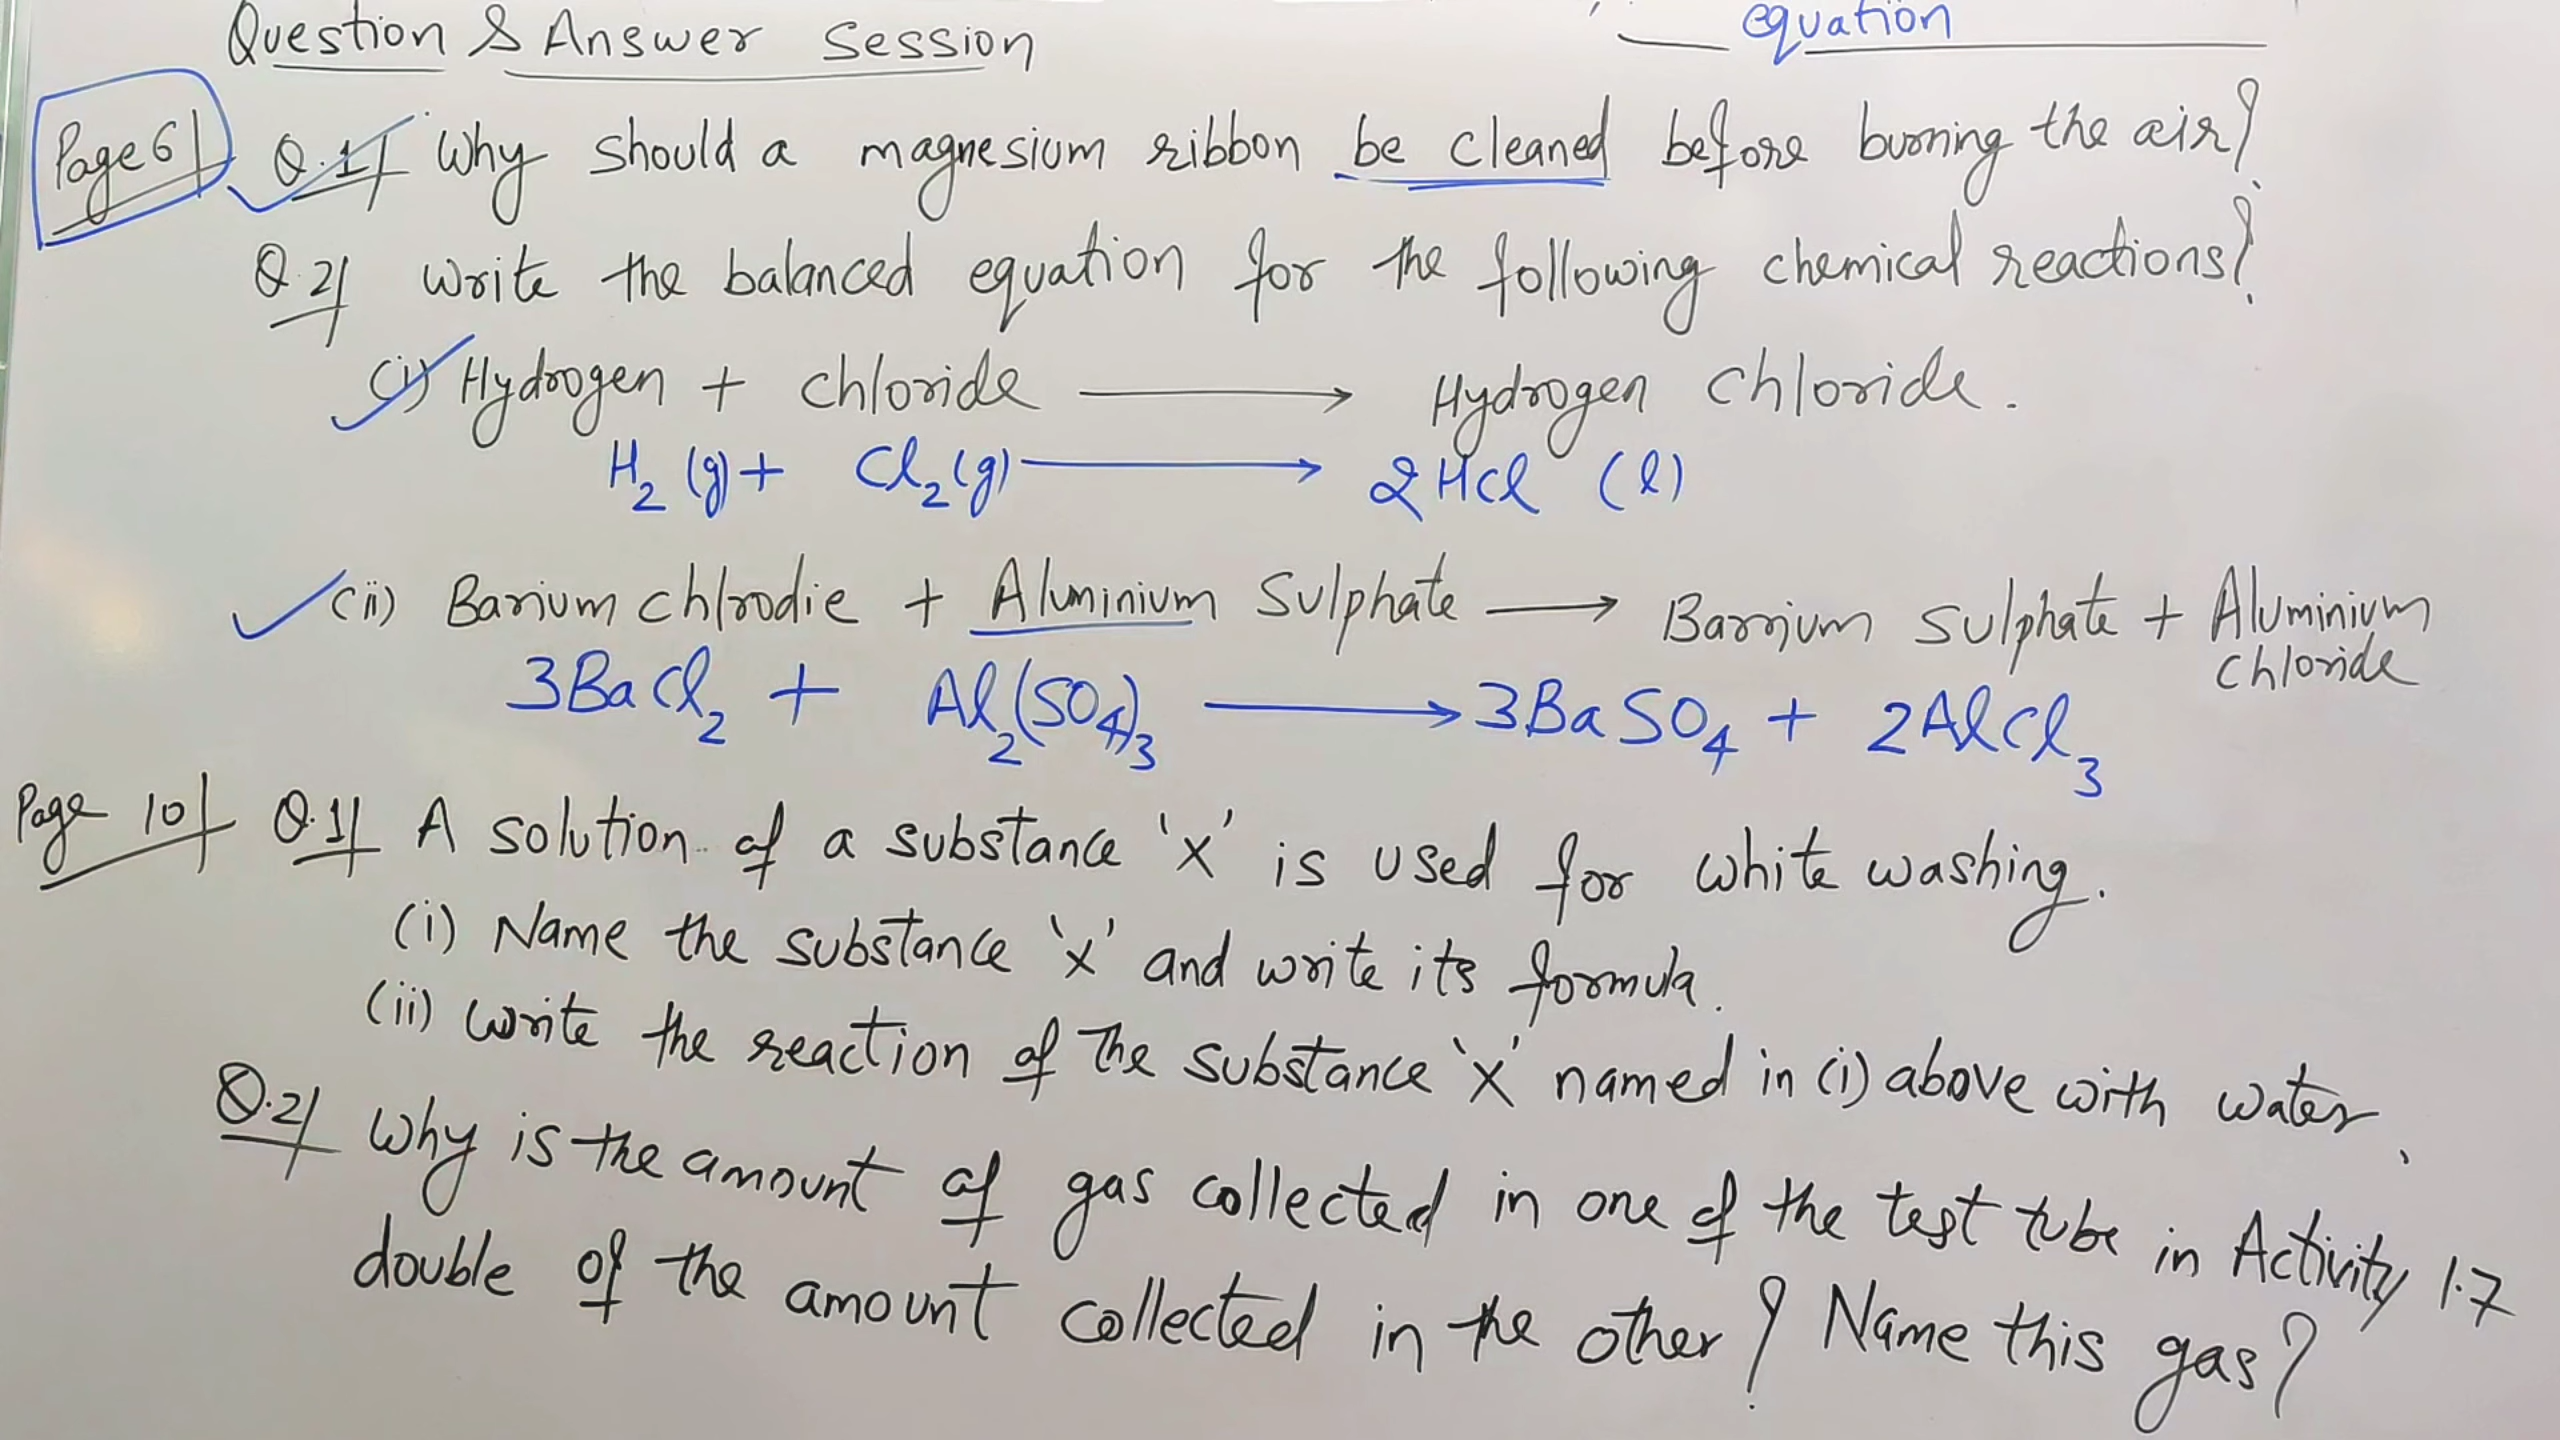 Question & Answer Session
equation
Page 6 Q.1 Why should a magnesium ribbon be cleaned before burning the air?
Q.2 Write the balanced equation for the following chemical reactions?
(i) Hydrogen + chloride → Hydrogen Chloride.
H₂ (g) + Cl₂ (g) → 2HCl (l)
(ii) Barium chlrodie + Aluminium Sulphate → Barrium Sulphate + Aluminium
chloride
3BaCl₂ + Al₂(SO₄)₃ → 3BaSO₄ + 2AlCl₃
Page 10 Q.1 A solution of a substance 'X' is used for white washing.
(i) Name the substance 'X' and write its formula.
(ii) Write the reaction of the substance 'X' named in (i) above with water.
Q.2 Why is the amount of gas collected in one of the test tube in Activity 1.7
double of the amount collected in the other? Name this gas?